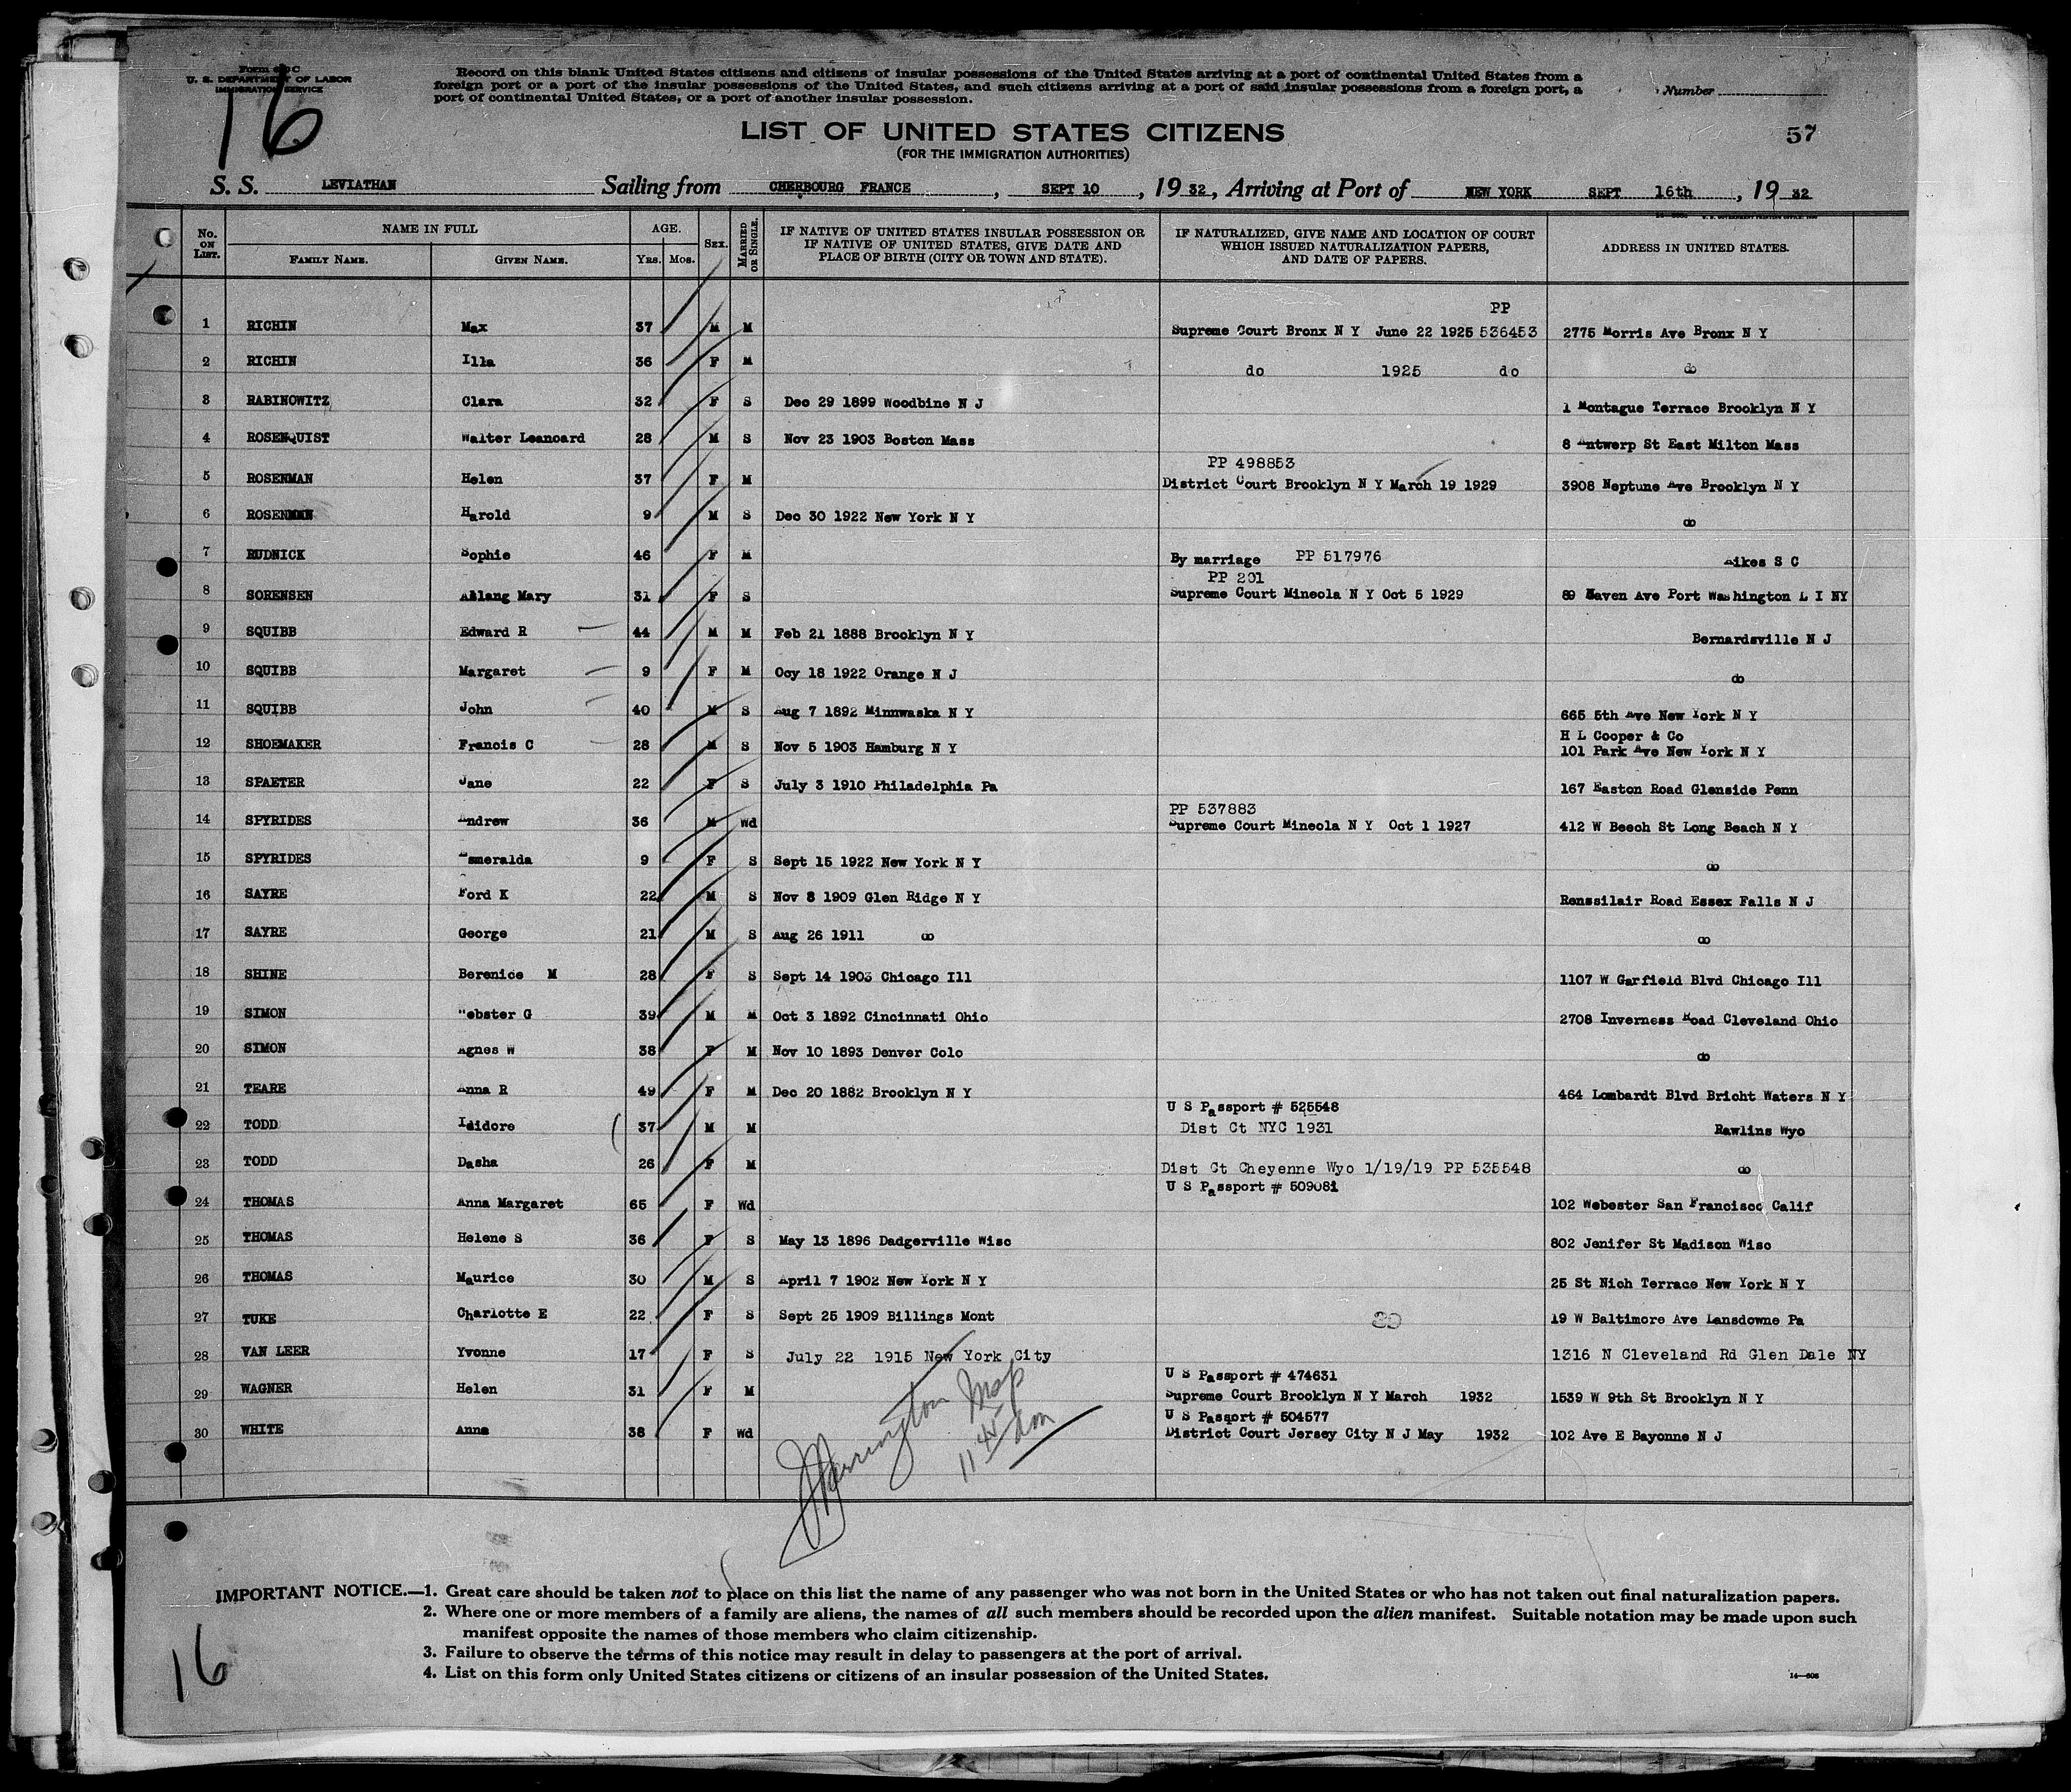 Form 630 C
U. S. DEPARTMENT OF LABOR
IMMIGRATION SERVICE
16
Record on this blank United States citizens and citizens of insular possessions of the United States arriving at a port of continental United States from a
foreign port or a port of the insular possessions of the United States, and such citizens arriving at a port of said insular possessions from a foreign port, a
port of continental United States, or a port of another insular possession.
Number
LIST OF UNITED STATES CITIZENS
(FOR THE IMMIGRATION AUTHORITIES)
57
S. S. LEVIATHAN Sailing from CHERBOURG FRANCE, SEPT 10, 19 32, Arriving at Port of NEW YORK SEPT 16th, 19 32
No. ON LIST. NAME IN FULL FAMILY NAME. GIVEN NAME. AGE. YRS. MOS. SEX. MARRIED OR SINGLE. IF NATIVE OF UNITED STATES INSULAR POSSESSION OR IF NATIVE OF UNITED STATES, GIVE DATE AND PLACE OF BIRTH (CITY OR TOWN AND STATE). IF NATURALIZED, GIVE NAME AND LOCATION OF COURT WHICH ISSUED NATURALIZATION PAPERS, AND DATE OF PAPERS. ADDRESS IN UNITED STATES.
PP
1 RICHIN Max 37 M M Supreme Court Bronx N Y June 22 1925 536453 2775 Morris Ave Bronx N Y
2 RICHIN Illa 36 F M do 1925 do do
3 RABINOWITZ Clara 32 F S Dec 29 1899 Woodbine N J 1 Montague Terrace Brooklyn N Y
4 ROSENQUIST Walter Leanoard 28 M S Nov 23 1903 Boston Mass 8 Antwerp St East Milton Mass
PP 498853
5 ROSENMAN Helen 37 F M District Court Brooklyn N Y March 19 1929 3908 Neptune Ave Brooklyn N Y
6 ROSENMAN Harold 9 M S Dec 30 1922 New York N Y do
7 RUDNICK Sophie 46 F M By marriage PP 517976 Aikes S C
PP 201
8 SORENSEN Mary 31 F S Supreme Court Mineola N Y Oct 5 1929 89 Haven Ave Port Washington L I NY
9 SQUIBB Edward R 44 M M Feb 21 1888 Brooklyn N Y Bernardsville N J
10 SQUIBB Margaret 9 F M Ocy 18 1922 Orange N J do
11 SQUIBB John 40 M S Aug 7 1892 Minnwaska N Y 665 5th Ave New York N Y
H L Cooper & Co
12 SHOEMAKER Francis C 28 M S Nov 5 1903 Hamburg N Y 101 Park Ave New York N Y
13 SPAETER Jane 22 F S July 3 1910 Philadelphia Pa 167 Easton Road Glenside Penn
PP 537883
14 SPYRIDES Andrew 36 M Wd Supreme Court Mineola N Y Oct 1 1927 412 W Beech St Long Beach N Y
15 SPYRIDES Esmeralda 9 F S Sept 15 1922 New York N Y do
16 SAYRE Ford K 22 M S Nov 8 1909 Glen Ridge N Y Renssilair Road Essex Falls N J
17 SAYRE George 21 M S Aug 26 1911 do do
18 SHINE Berenice M 28 F S Sept 14 1903 Chicago Ill 1107 W Garfield Blvd Chicago Ill
19 SIMON Webster G 39 M M Oct 3 1892 Cincinnati Ohio 2708 Inverness Road Cleveland Ohio
20 SIMON Agnes W 38 F M Nov 10 1893 Denver Colo do
21 TEARE Anna R 49 F M Dec 20 1882 Brooklyn N Y 464 Lombardt Blvd Bricht Waters N Y
U S Passport # 525548
22 TODD Isidore 37 M M Dist Ct NYC 1931 Rawlins Wyo
23 TODD Dasha 26 F M Dist Ct Cheyenne Wyo 1/19/19 PP 535548 do
U S Passport # 509081
24 THOMAS Anna Margaret 65 F Wd 102 Webester San Francisco Calif
25 THOMAS Helene S 36 F S May 13 1896 Dadgerville Wisc 802 Jenifer St Madison Wisc
26 THOMAS Maurice 30 M S April 7 1902 New York N Y 25 St Nich Terrace New York N Y
27 TUKE Charlotte E 22 F S Sept 25 1909 Billings Mont 30 19 W Baltimore Ave Lansdowne Pa
28 VAN LEER Yvonne 17 F S July 22 1915 New York City 1316 N Cleveland Rd Glen Dale NY
U S Passport # 474631
29 WAGNER Helen 31 F M Supreme Court Brooklyn N Y March 1932 1539 W 9th St Brooklyn N Y
U S Pasqort # 504577
30 WHITE Anna 38 F Wd District Court Jersey City N J May 1932 102 Ave E Bayonne N J
IMPORTANT NOTICE.—1. Great care should be taken not to place on this list the name of any passenger who was not born in the United States or who has not taken out final naturalization papers.
2. Where one or more members of a family are aliens, the names of all such members should be recorded upon the alien manifest. Suitable notation may be made upon such
manifest opposite the names of those members who claim citizenship.
3. Failure to observe the terms of this notice may result in delay to passengers at the port of arrival.
4. List on this form only United States citizens or citizens of an insular possession of the United States.
16
14—606